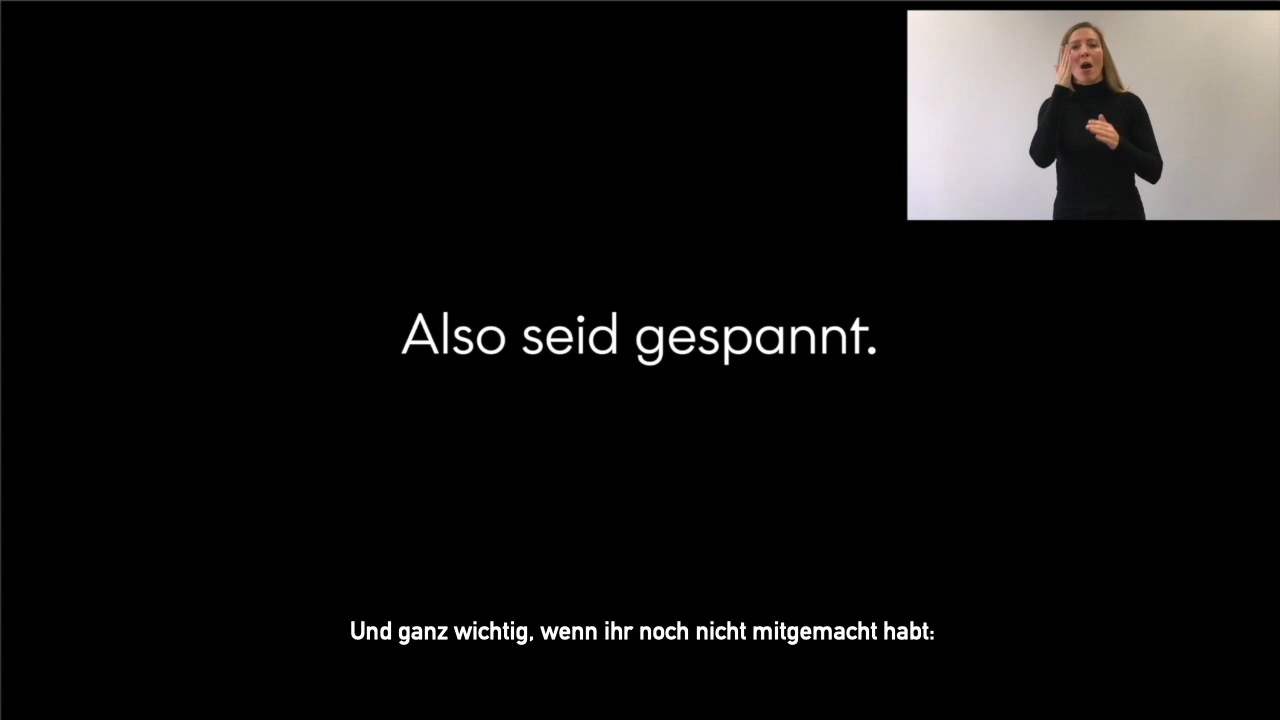 Also seid gespannt.
Und ganz wichtig, wenn ihr noch nicht mitgemacht habt: